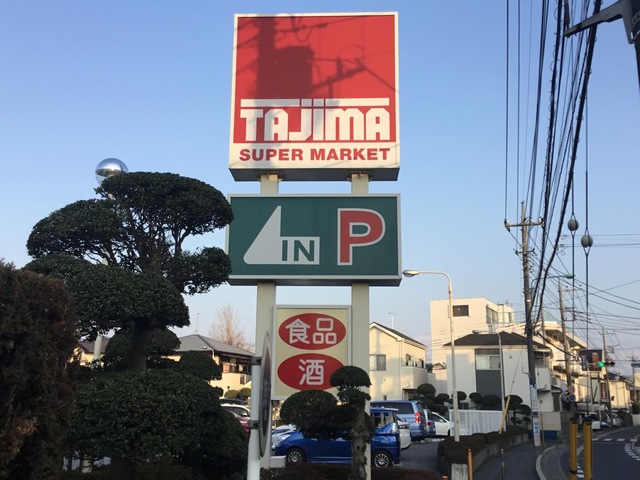 TAJIMA
SUPER MARKET
IN P
食品
酒